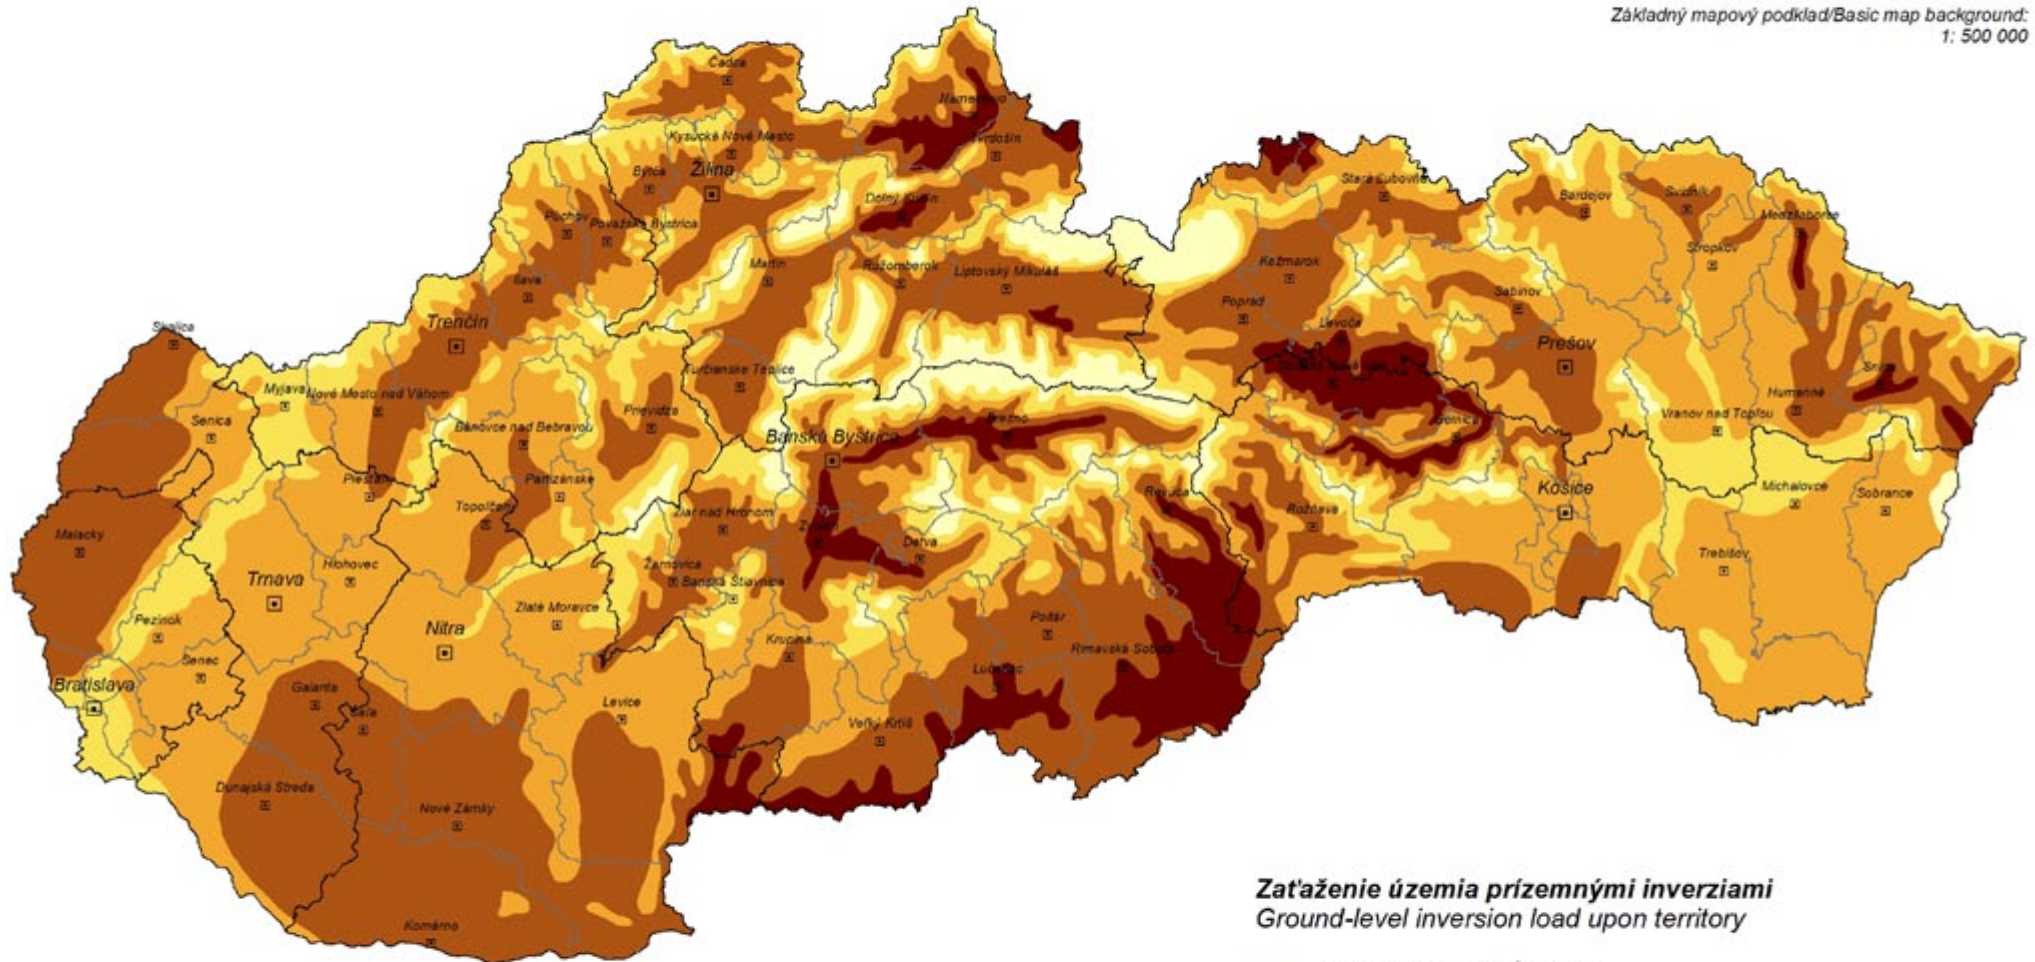 Základný mapový podklad/Basic map background:
1: 500 000
Čadca
Námestovo
Kysucké Nové Mesto
Tvrdošín
Bytča
Žilina
Stará Ľubovňa
Dolný Kubín
Bardejov
Svidník
Púchov
Považská Bystrica
Medzilaborce
Stropkov
Martin
Ružomberok
Liptovský Mikuláš
Kežmarok
Ilava
Sabinov
Poprad
Trenčín
Levoča
Skalica
Prešov
Turčianske Teplice
Spišská Nová Ves
Snina
Myjava
Nové Mesto nad Váhom
Humenné
Prievidza
Vranov nad Topľou
Senica
Bánovce nad Bebravou
Brezno
Gelnica
Banská Bystrica
Piešťany
Partizánske
Košice
Michalovce
Sobrance
Revúca
Topoľčany
Žiar nad Hronom
Rožňava
Zvolen
Malacky
Detva
Trebišov
Hlohovec
Žarnovica
Trnava
Banská Štiavnica
Zlaté Moravce
Pezinok
Poltár
Nitra
Krupina
Rimavská Sobota
Senec
Lučenec
Bratislava
Galanta
Levice
Šaľa
Veľký Krtíš
Dunajská Streda
Nové Zámky
Komárno
Zaťaženie územia prízemnými inverziami
Ground-level inversion load upon territory